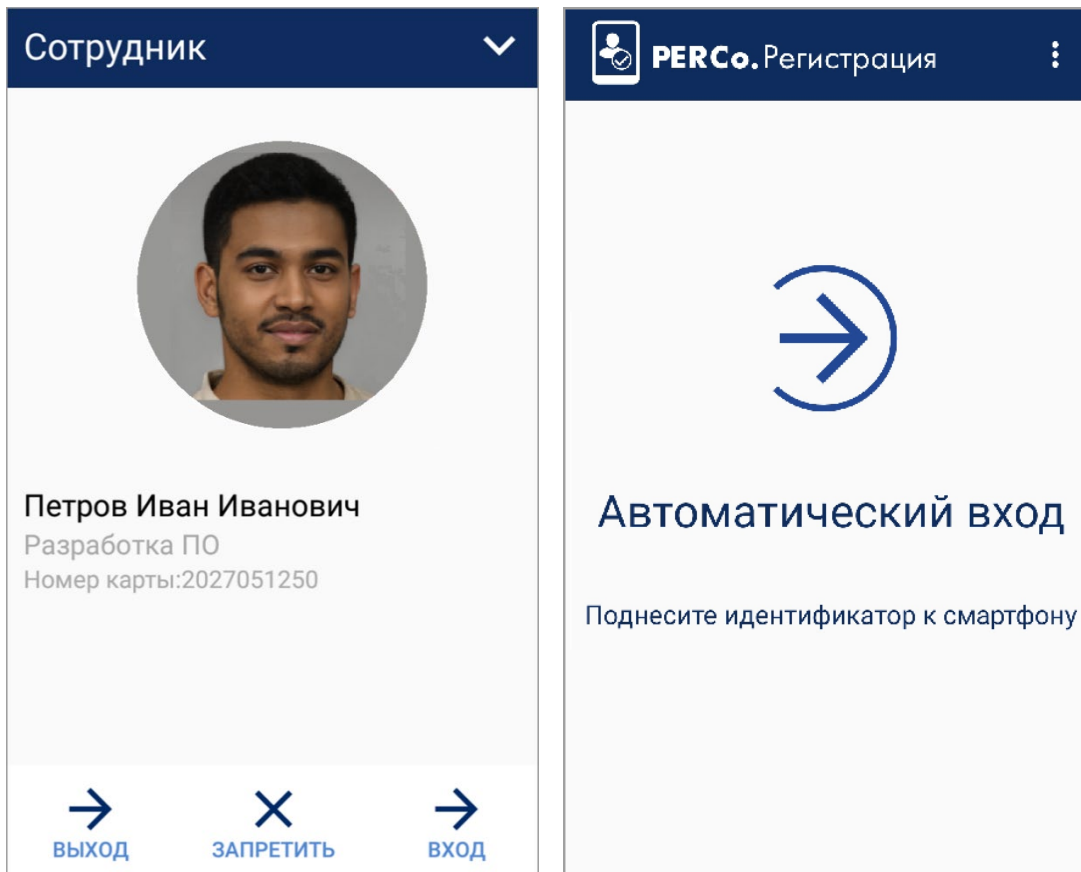 Сотрудник
Петров Иван Иванович
Разработка ПО
Номер карты:2027051250
ВЫХОД
ЗАПРЕТИТЬ
ВХОД
PERCo.Регистрация
Автоматический вход
Поднесите идентификатор к смартфону